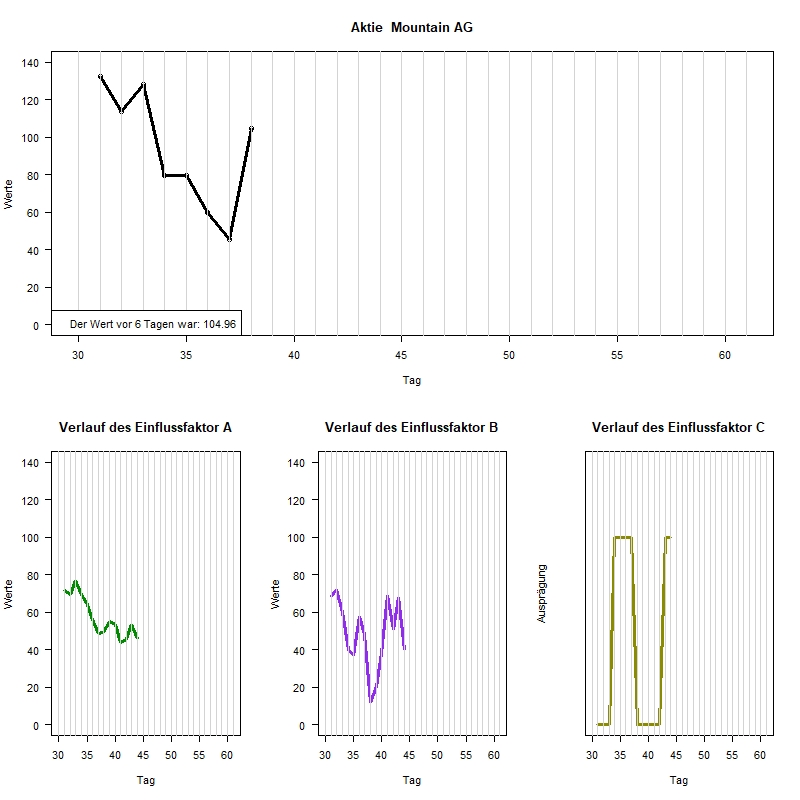 Aktie  Mountain AG
Werte
140
120
100
80
60
40
20
0
Der Wert vor 6 Tagen war: 104.96
30 35 40 45 50 55 60
Tag
Verlauf des Einflussfaktor A
Werte
140
120
100
80
60
40
20
0
30 35 40 45 50 55 60
Tag
Verlauf des Einflussfaktor B
Werte
140
120
100
80
60
40
20
0
30 35 40 45 50 55 60
Tag
Verlauf des Einflussfaktor C
Ausprägung
30 35 40 45 50 55 60
Tag